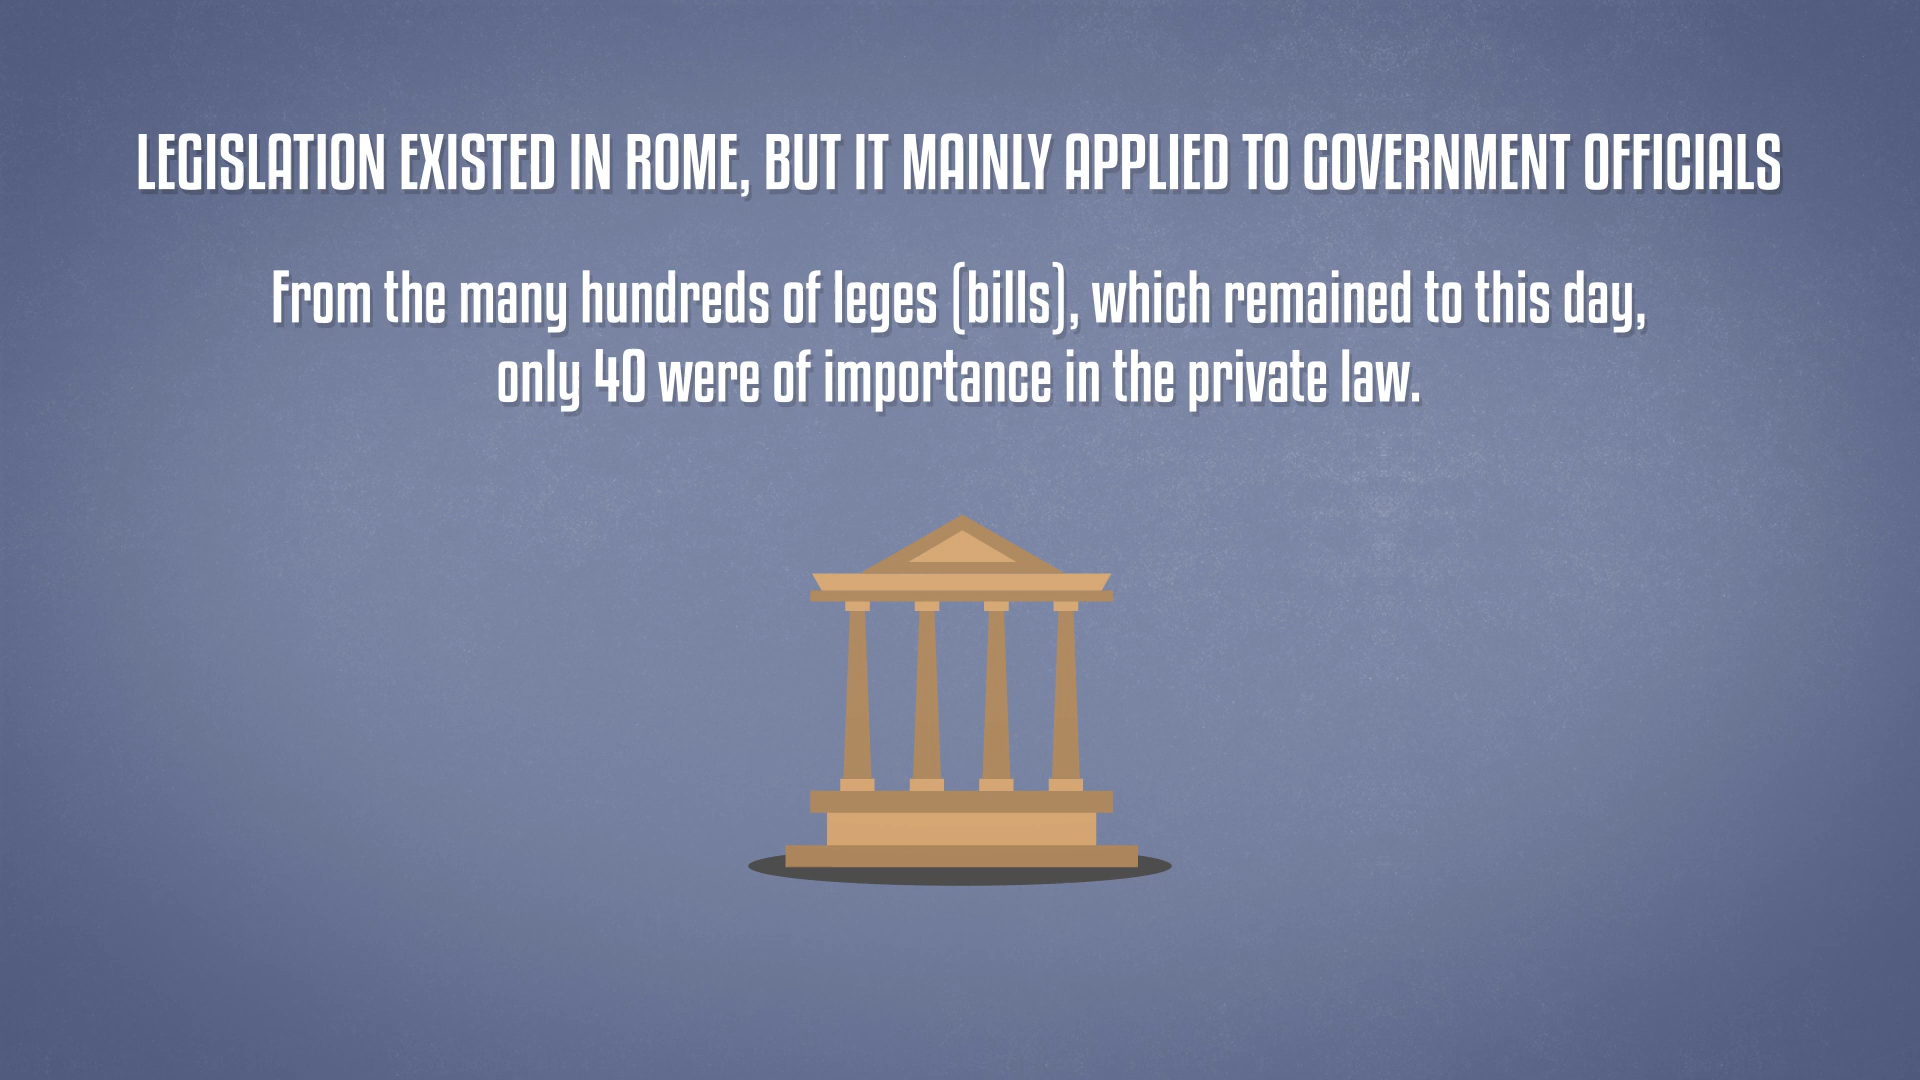 LEGISLATION EXISTED IN ROME, BUT IT MAINLY APPLIED TO GOVERNMENT OFFICIALS
From the many hundreds of leges (bills), which remained to this day,
only 40 were of importance in the private law.